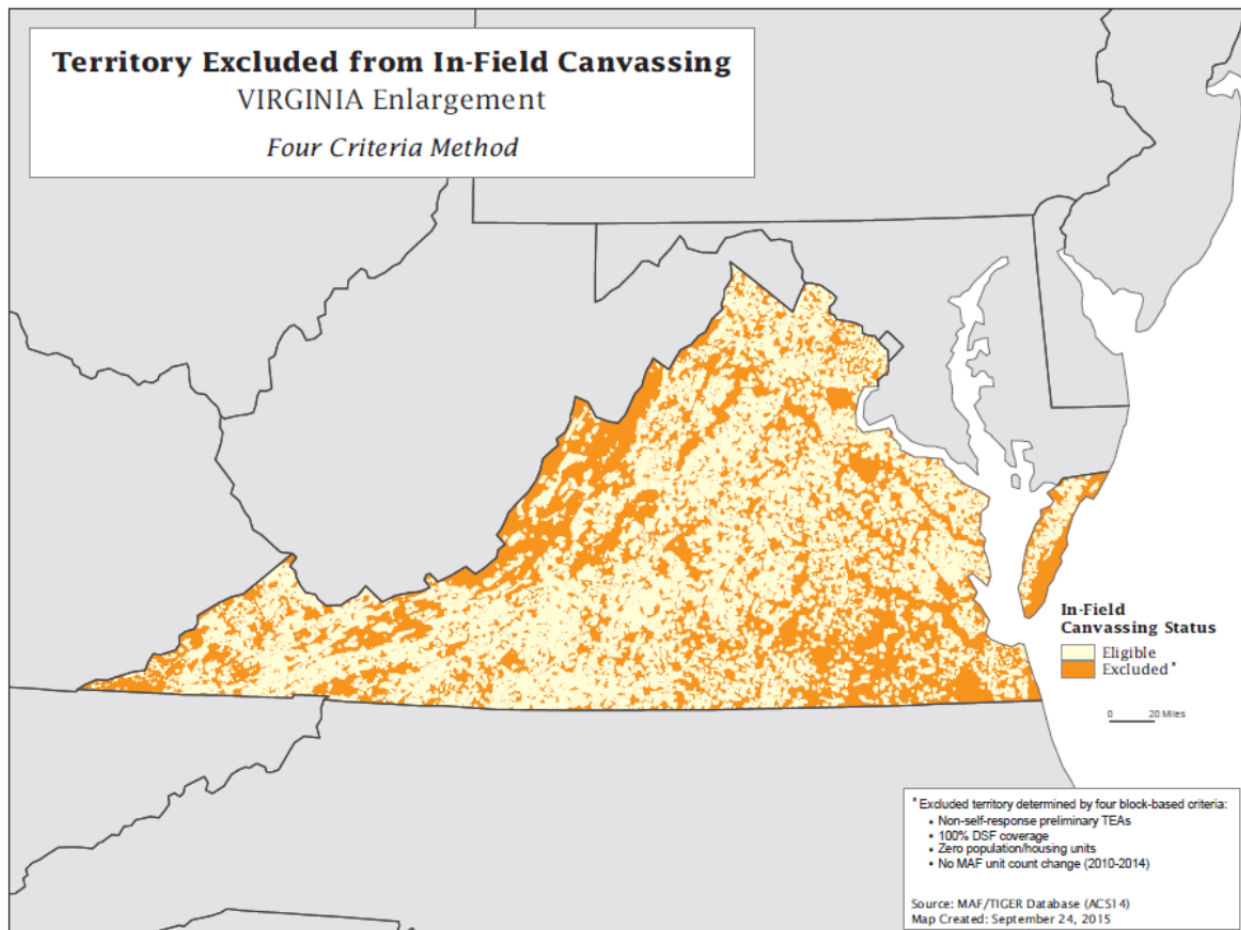 Territory Excluded from In-Field Canvassing
VIRGINIA Enlargement
Four Criteria Method
In-Field
Canvassing Status
Eligible
Excluded*
0 20 Miles
* Excluded territory determined by four block-based criteria:
▪ Non-self-response preliminary TEAs
▪ 100% DSF coverage
▪ Zero population/housing units
▪ No MAF unit count change (2010-2014)
Source: MAF/TIGER Database (ACS14)
Map Created: September 24, 2015